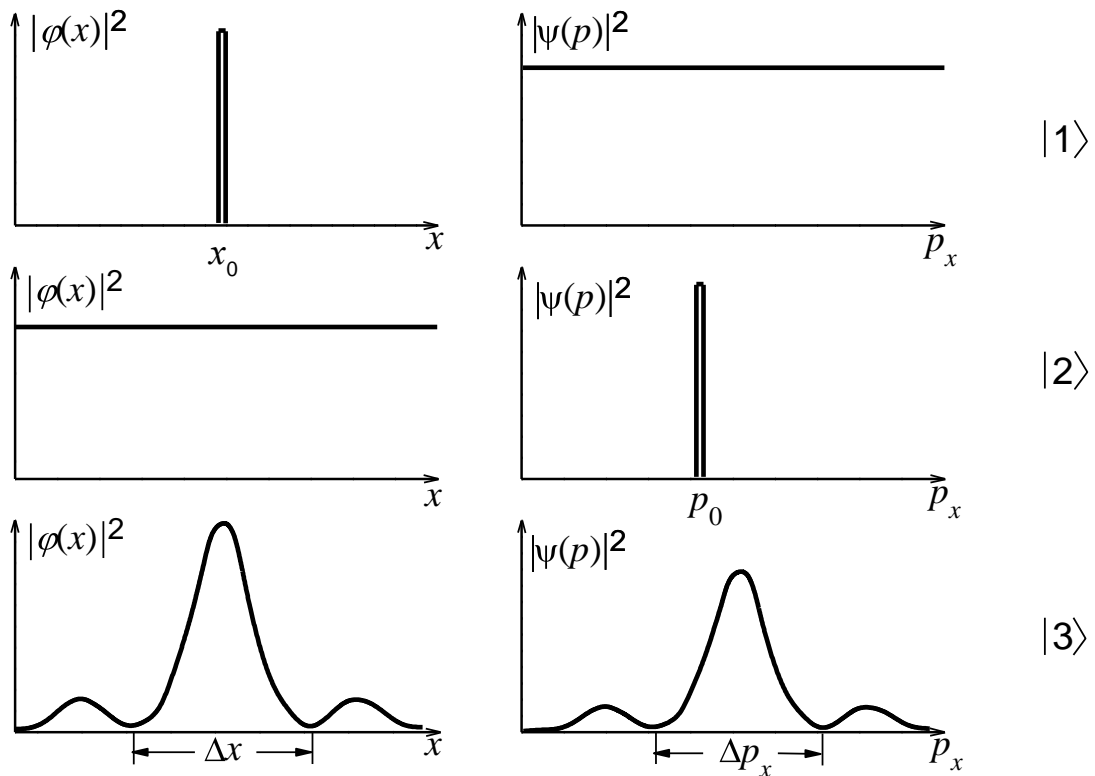 |φ(x)|² |ψ(p)|² |1⟩
x pₓ
x₀
|φ(x)|² |ψ(p)|² |2⟩
x p₀ pₓ
|φ(x)|² |ψ(p)|² |3⟩
Δx x Δpₓ pₓ